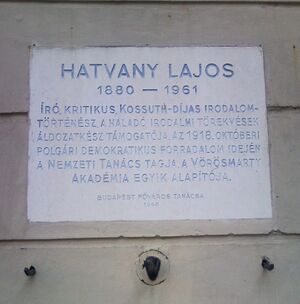 HATVANY LAJOS
1880 — 1961
ÍRÓ, KRITIKUS, KOSSUTH-DÍJAS IRODALOM-
TÖRTÉNÉSZ, A HALADÓ IRODALMI TÖREKVÉSEK
ÁLDOZATKÉSZ TÁMOGATÓJA, AZ 1918. OKTÓBERI
POLGÁRI DEMOKRATIKUS FORRADALOM IDEJÉN
A NEMZETI TANÁCS TAGJA, A VÖRÖSMARTY
AKADÉMIA EGYIK ALAPÍTÓJA.
BUDAPEST FŐVÁROS TANÁCSA